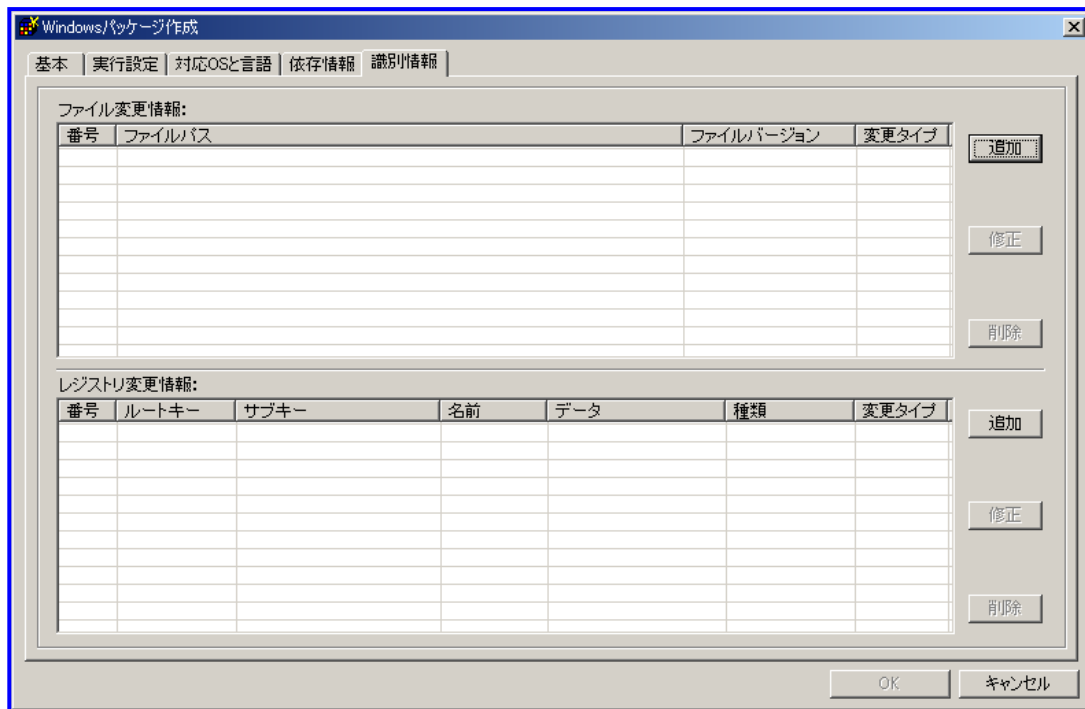 Windowsパッケージ作成
基本 実行設定 対応OSと言語 依存情報 識別情報
ファイル変更情報:
番号 ファイルパス ファイルバージョン 変更タイプ
追加
修正
削除
レジストリ変更情報:
番号 ルートキー サブキー 名前 データ 種類 変更タイプ
追加
修正
削除
OK キャンセル